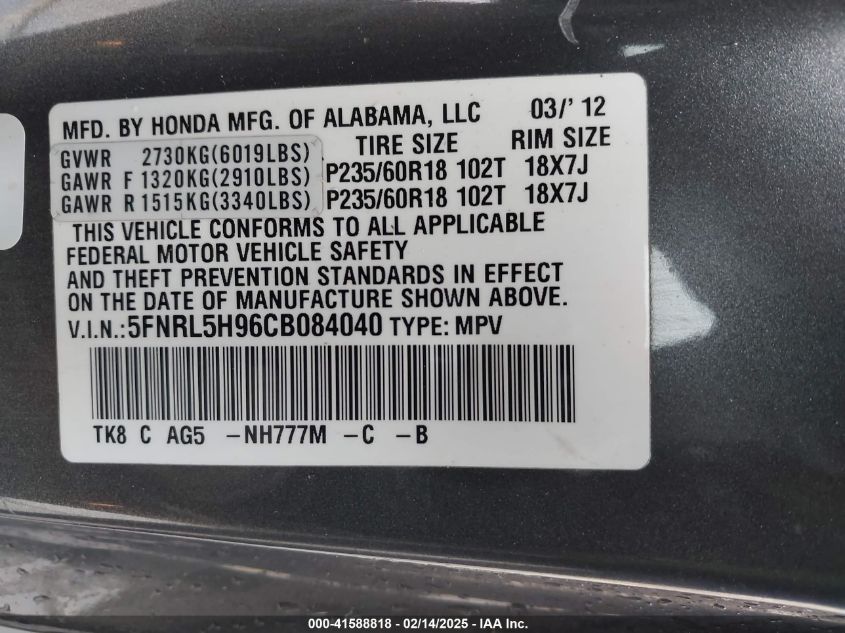 MFD. BY HONDA MFG. OF ALABAMA, LLC 03/' 12
TIRE SIZE RIM SIZE
GVWR 2730KG(6019LBS)
GAWR F 1320KG(2910LBS) P235/60R18 102T 18X7J
GAWR R 1515KG(3340LBS) P235/60R18 102T 18X7J
THIS VEHICLE CONFORMS TO ALL APPLICABLE
FEDERAL MOTOR VEHICLE SAFETY
AND THEFT PREVENTION STANDARDS IN EFFECT
ON THE DATE OF MANUFACTURE SHOWN ABOVE.
V.I.N.:5FNRL5H96CB084040 TYPE: MPV
TK8 C AG5 -NH777M -C -B
000-41588818 - 02/14/2025 - IAA Inc.